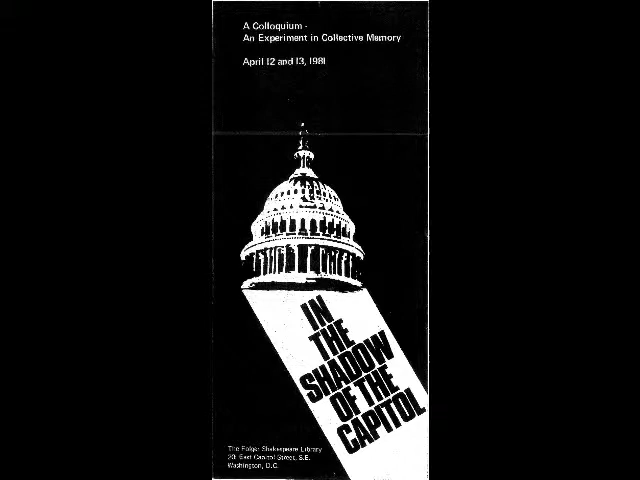 A Colloquium -
An Experiment in Collective Memory
April 12 and 13, 1981
IN
THE
SHADOW
OF THE
CAPITOL
The Folger Shakespeare Library
201 East Capitol Street, S.E.
Washington, D.C.